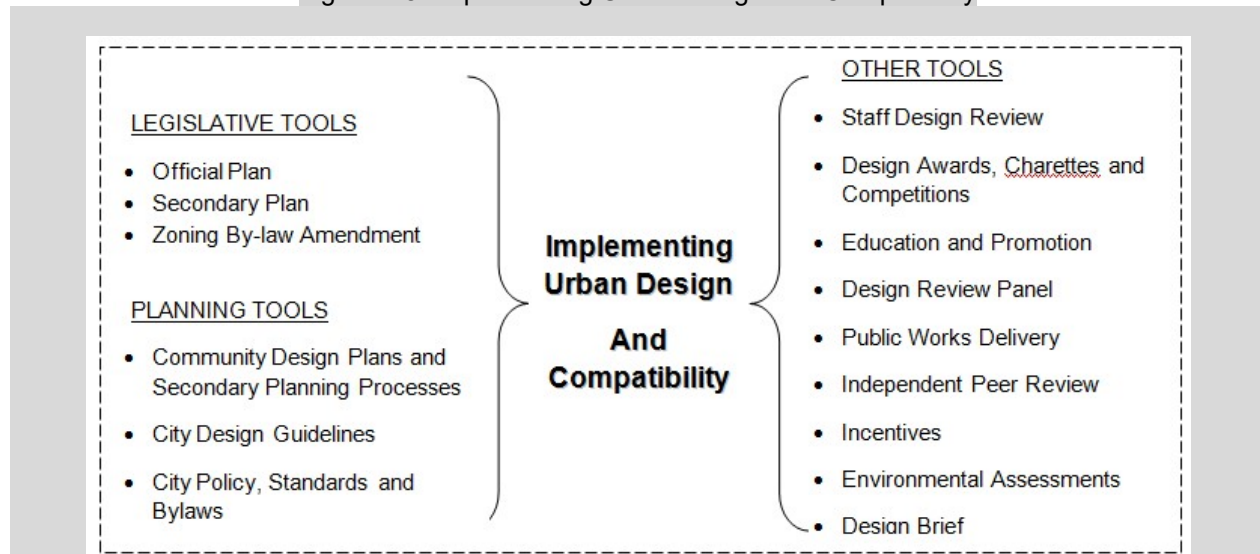 LEGISLATIVE TOOLS
• Official Plan
• Secondary Plan
• Zoning By-law Amendment
PLANNING TOOLS
• Community Design Plans and
Secondary Planning Processes
• City Design Guidelines
• City Policy, Standards and
Bylaws
Implementing
Urban Design
And
Compatibility
OTHER TOOLS
• Staff Design Review
• Design Awards, Charettes and
Competitions
• Education and Promotion
• Design Review Panel
• Public Works Delivery
• Independent Peer Review
• Incentives
• Environmental Assessments
• Design Brief